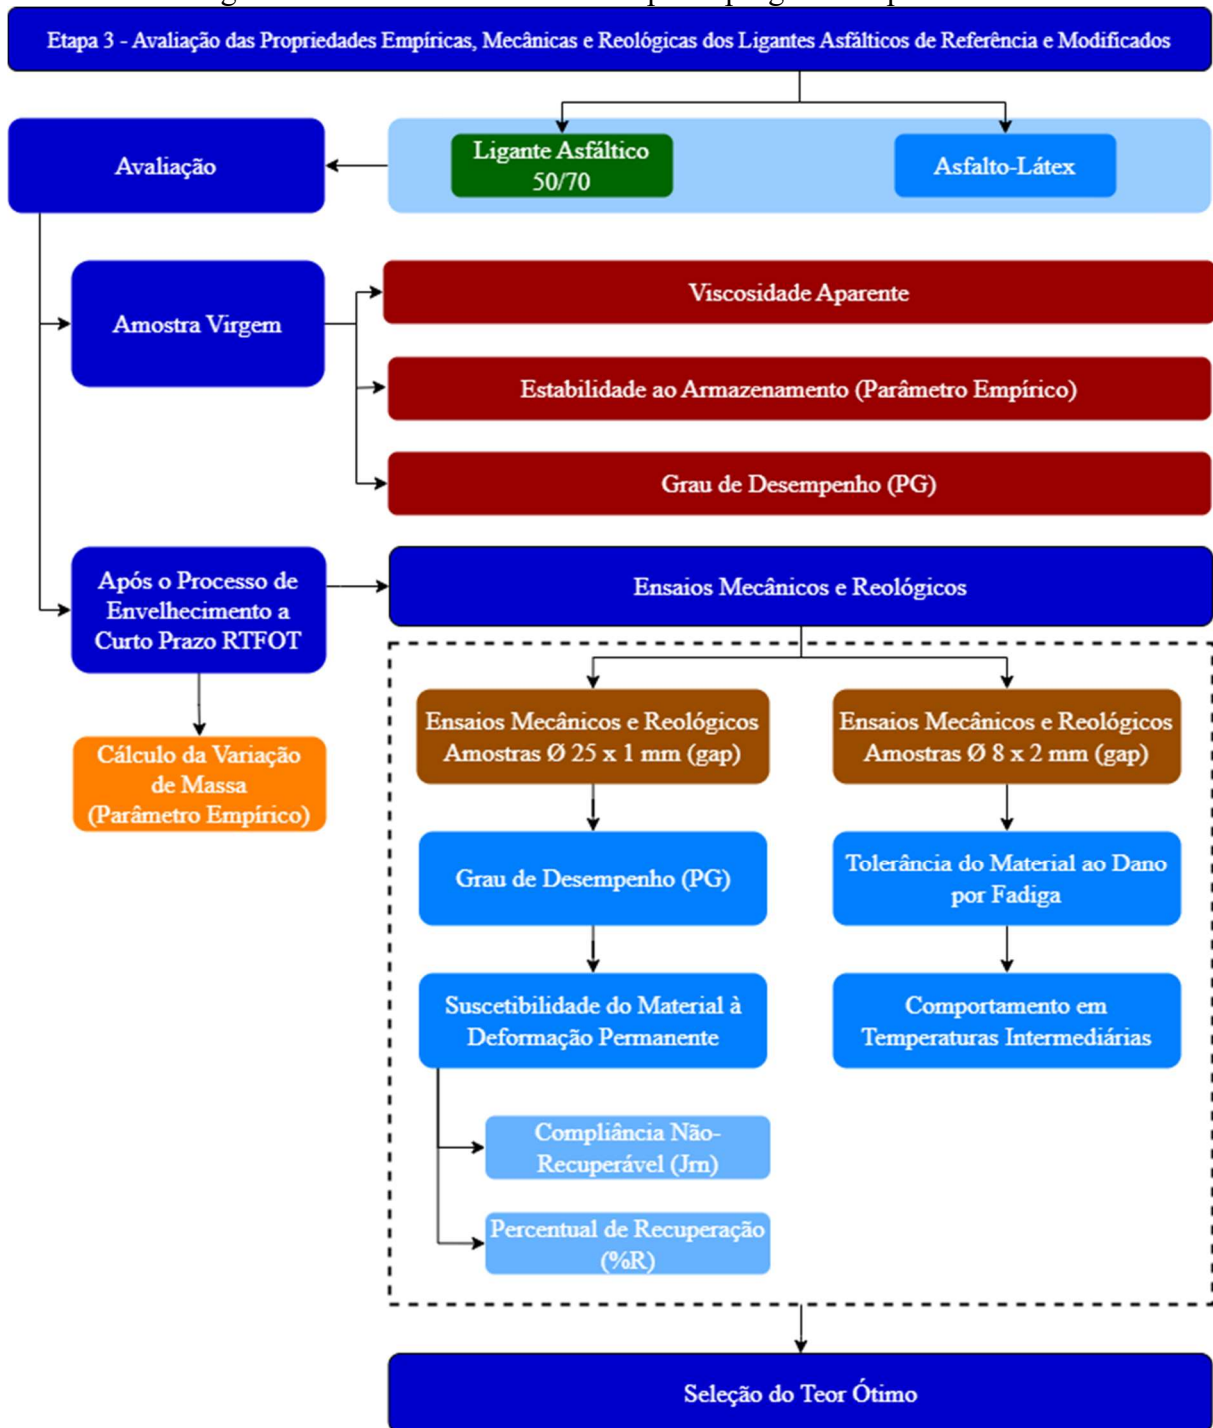 Etapa 3 - Avaliação das Propriedades Empíricas, Mecânicas e Reológicas dos Ligantes Asfálticos de Referência e Modificados
Avaliação
Ligante Asfáltico
50/70
Asfalto-Látex
Amostra Virgem
Viscosidade Aparente
Estabilidade ao Armazenamento (Parâmetro Empírico)
Grau de Desempenho (PG)
Após o Processo de
Envelhecimento a
Curto Prazo RTFOT
Ensaios Mecânicos e Reológicos
Cálculo da Variação
de Massa
(Parâmetro Empírico)
Ensaios Mecânicos e Reológicos
Amostras Ø 25 x 1 mm (gap)
Ensaios Mecânicos e Reológicos
Amostras Ø 8 x 2 mm (gap)
Grau de Desempenho (PG)
Tolerância do Material ao Dano
por Fadiga
Suscetibilidade do Material à
Deformação Permanente
Comportamento em
Temperaturas Intermediárias
Compliância Não-
Recuperável (Jrn)
Percentual de Recuperação
(%R)
Seleção do Teor Ótimo